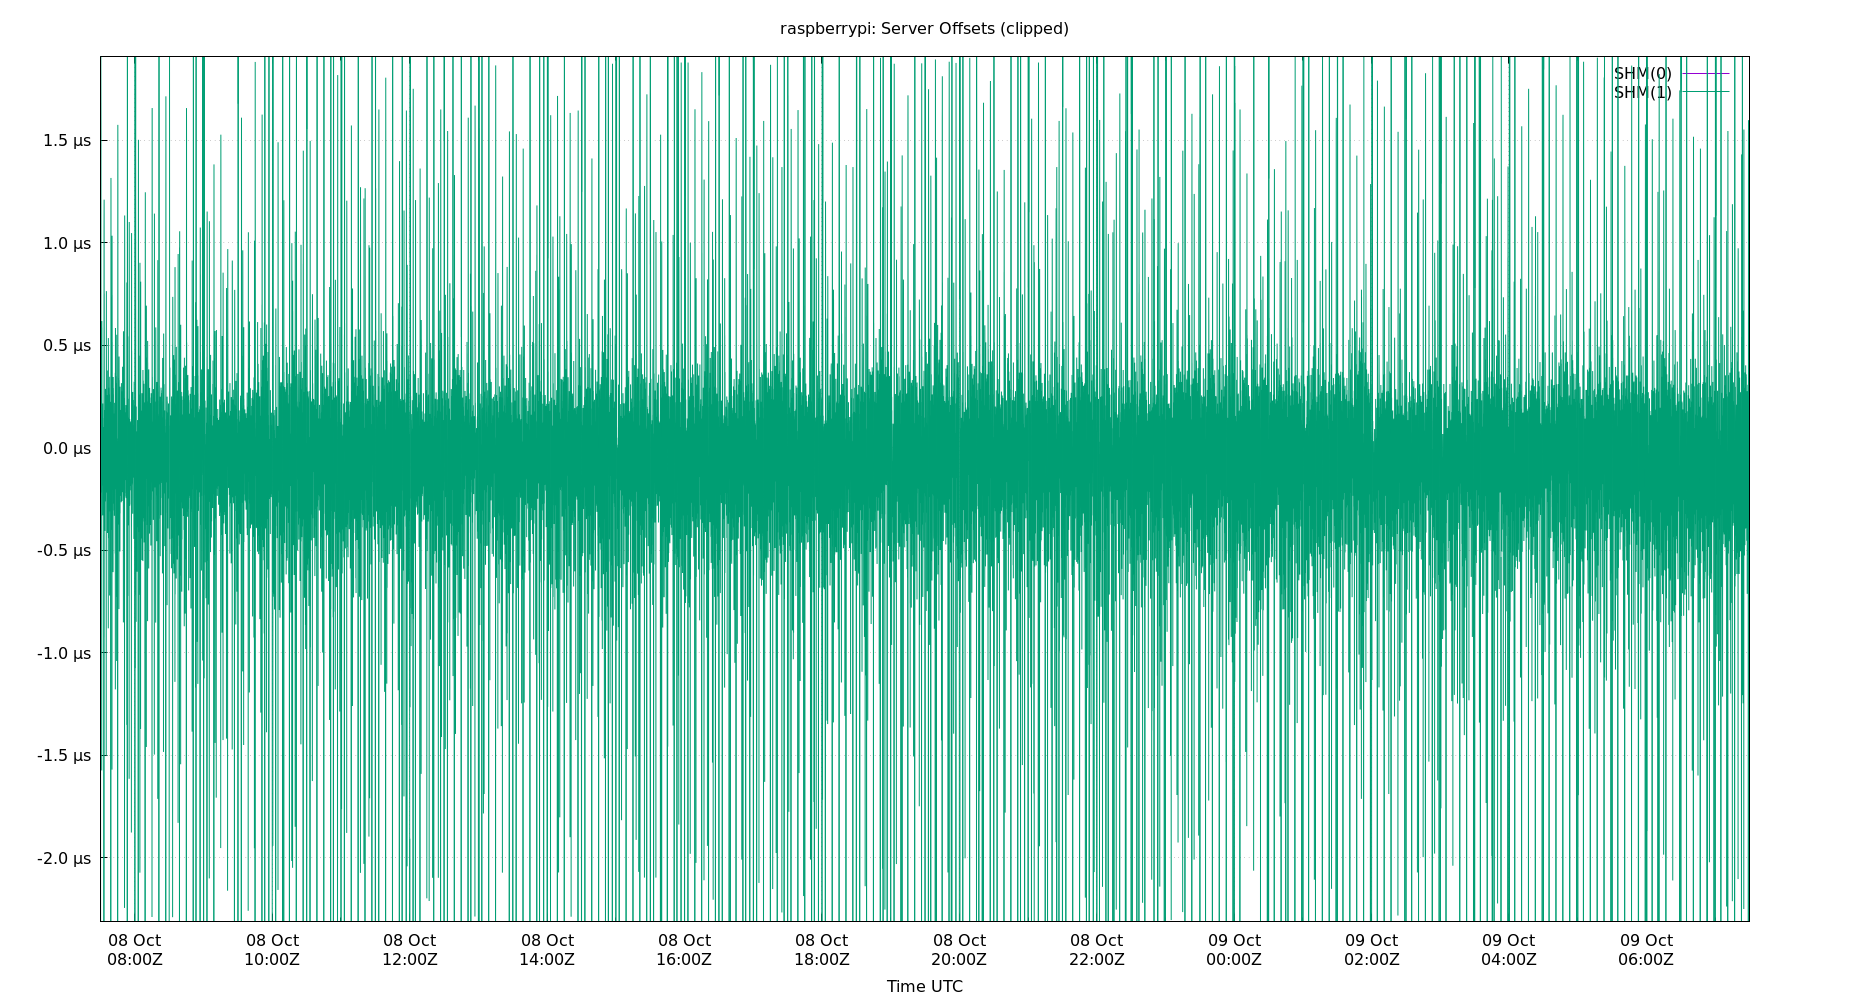 raspberrypi: Server Offsets (clipped)
SHM(0)
SHM(1)
1.5 µs
1.0 µs
0.5 µs
0.0 µs
-0.5 µs
-1.0 µs
-1.5 µs
-2.0 µs
08 Oct 08 Oct 08 Oct 08 Oct 08 Oct 08 Oct 08 Oct 08 Oct 09 Oct 09 Oct 09 Oct 09 Oct
08:00Z 10:00Z 12:00Z 14:00Z 16:00Z 18:00Z 20:00Z 22:00Z 00:00Z 02:00Z 04:00Z 06:00Z
Time UTC